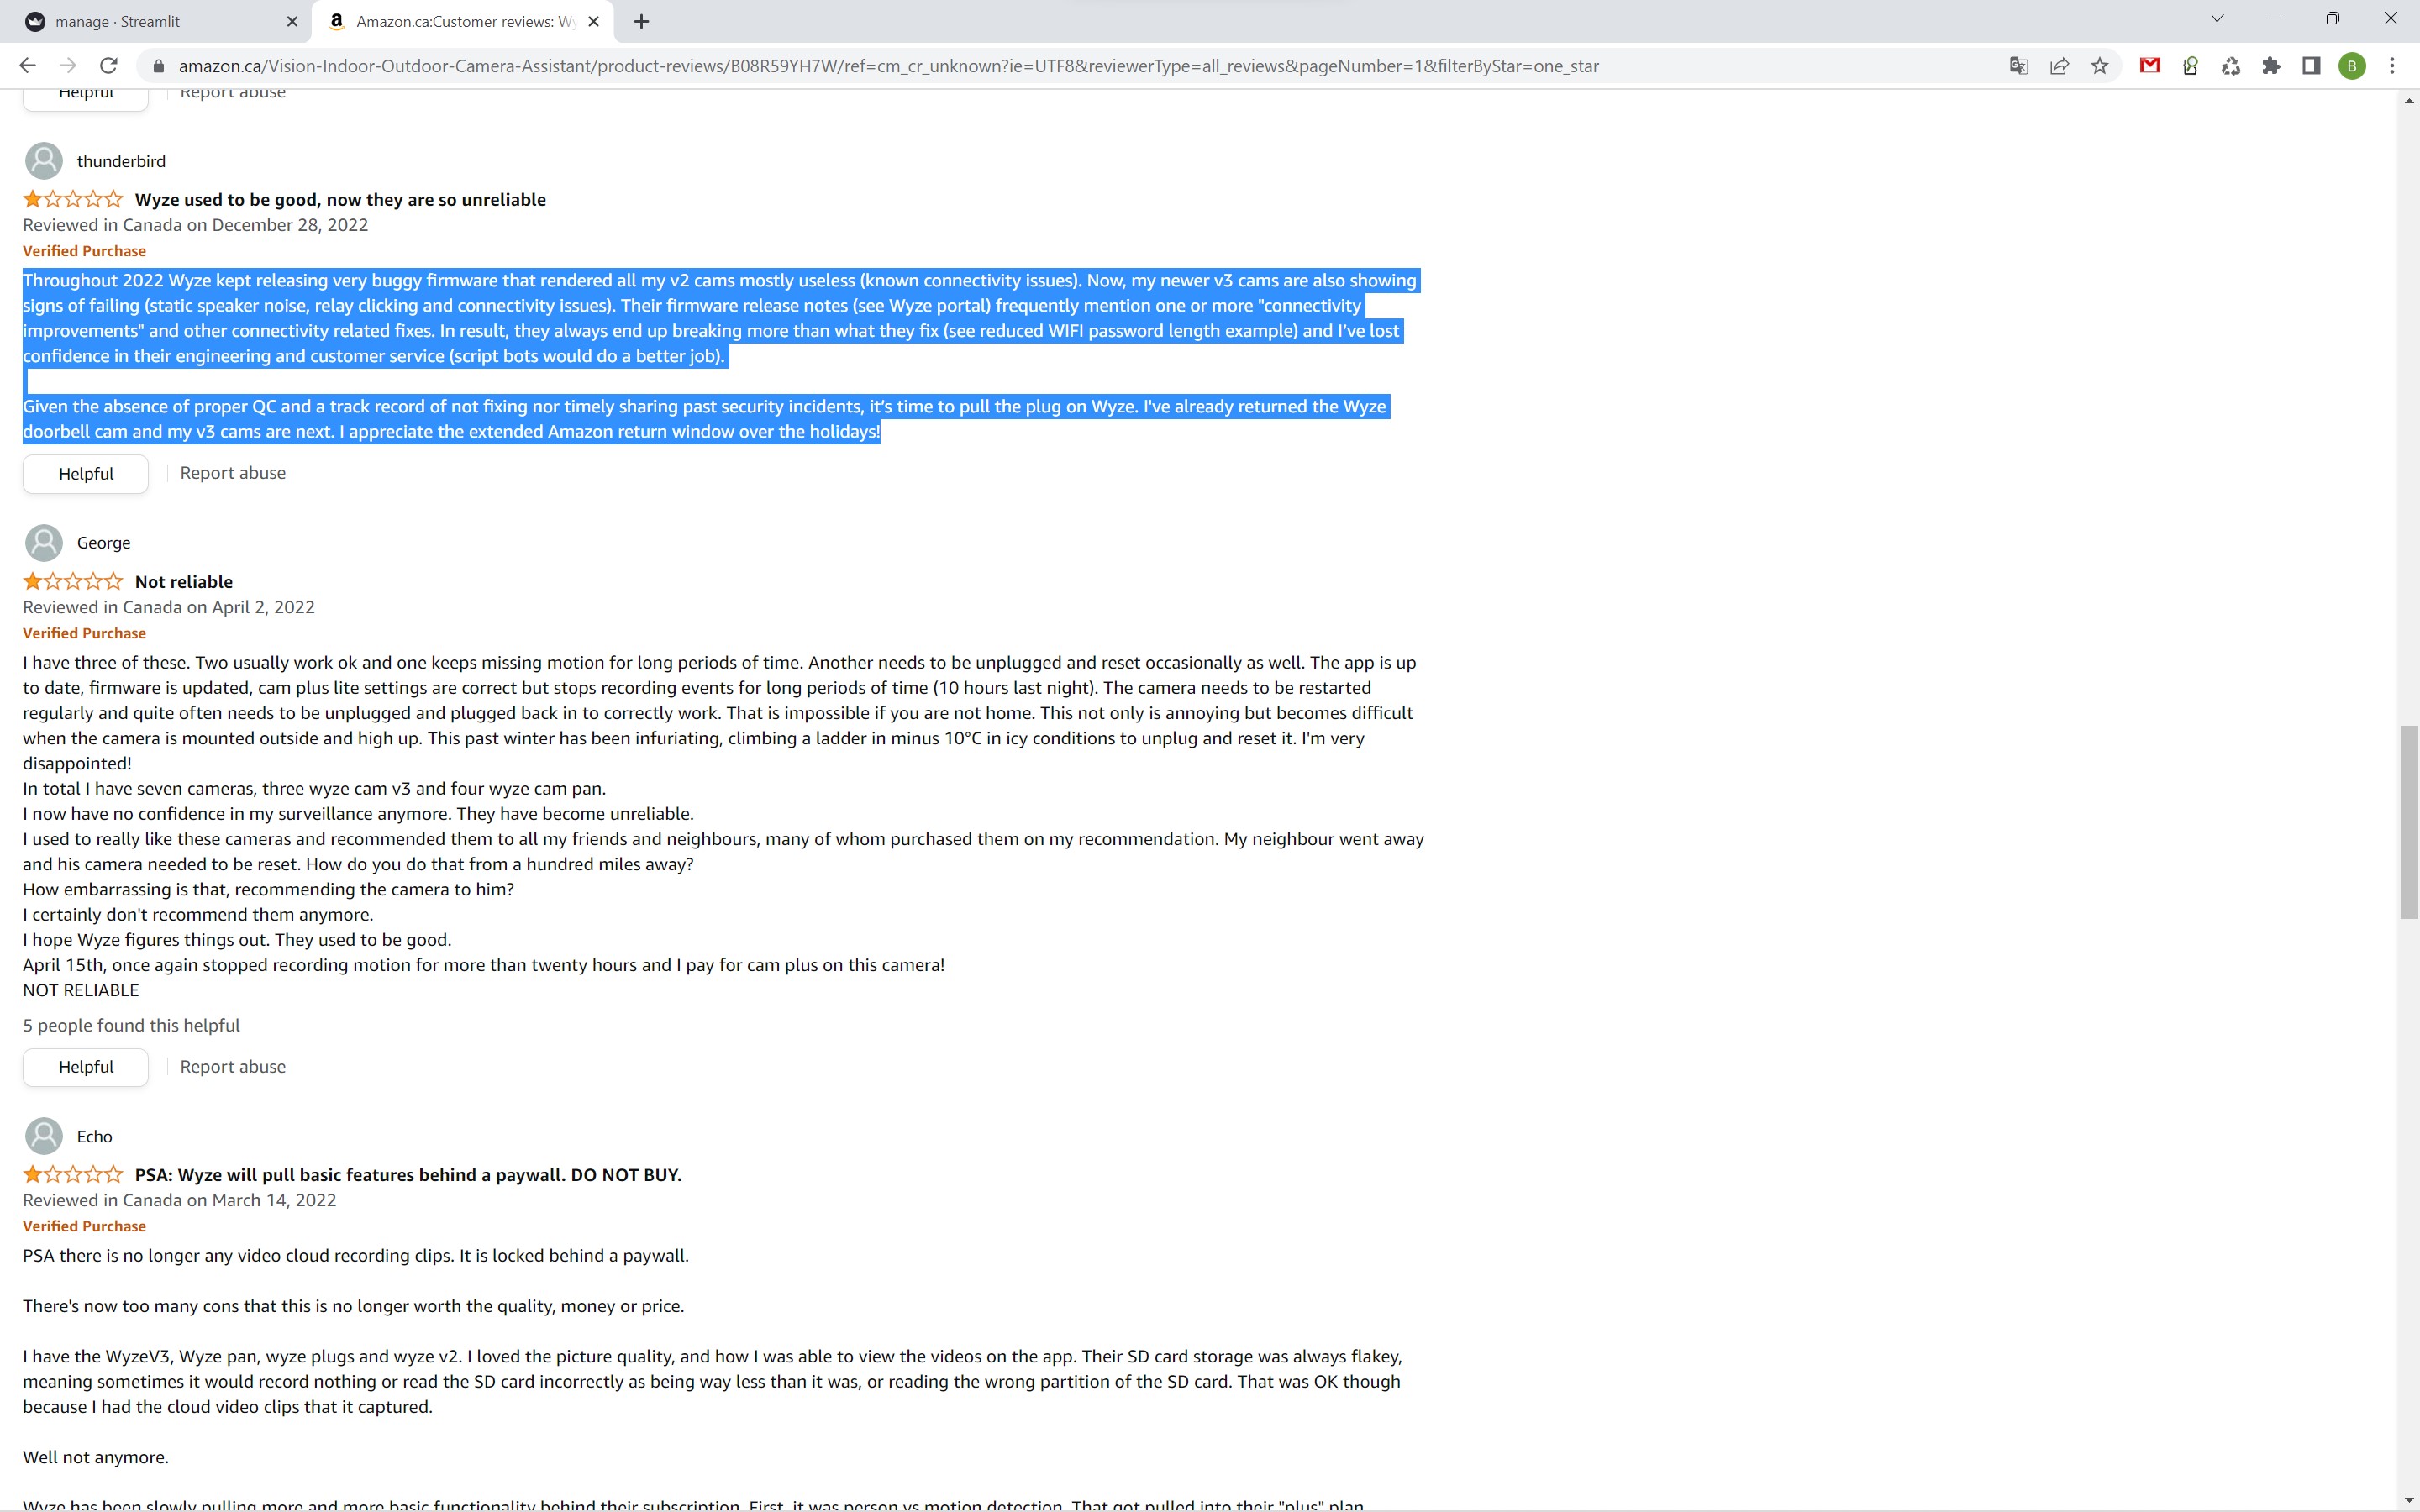 manage · Streamlit
Amazon.ca:Customer reviews: Wy
amazon.ca/Vision-Indoor-Outdoor-Camera-Assistant/product-reviews/B08R59YH7W/ref=cm_cr_unknown?ie=UTF8&reviewerType=all_reviews&pageNumber=1&filterByStar=one_star
B
Helpful
Report abuse
thunderbird
Wyze used to be good, now they are so unreliable
Reviewed in Canada on December 28, 2022
Verified Purchase
Throughout 2022 Wyze kept releasing very buggy firmware that rendered all my v2 cams mostly useless (known connectivity issues). Now, my newer v3 cams are also showing
signs of failing (static speaker noise, relay clicking and connectivity issues). Their firmware release notes (see Wyze portal) frequently mention one or more "connectivity
improvements" and other connectivity related fixes. In result, they always end up breaking more than what they fix (see reduced WIFI password length example) and I’ve lost
confidence in their engineering and customer service (script bots would do a better job).
Given the absence of proper QC and a track record of not fixing nor timely sharing past security incidents, it’s time to pull the plug on Wyze. I've already returned the Wyze
doorbell cam and my v3 cams are next. I appreciate the extended Amazon return window over the holidays!
Helpful
Report abuse
George
Not reliable
Reviewed in Canada on April 2, 2022
Verified Purchase
I have three of these. Two usually work ok and one keeps missing motion for long periods of time. Another needs to be unplugged and reset occasionally as well. The app is up
to date, firmware is updated, cam plus lite settings are correct but stops recording events for long periods of time (10 hours last night). The camera needs to be restarted
regularly and quite often needs to be unplugged and plugged back in to correctly work. That is impossible if you are not home. This not only is annoying but becomes difficult
when the camera is mounted outside and high up. This past winter has been infuriating, climbing a ladder in minus 10°C in icy conditions to unplug and reset it. I'm very
disappointed!
In total I have seven cameras, three wyze cam v3 and four wyze cam pan.
I now have no confidence in my surveillance anymore. They have become unreliable.
I used to really like these cameras and recommended them to all my friends and neighbours, many of whom purchased them on my recommendation. My neighbour went away
and his camera needed to be reset. How do you do that from a hundred miles away?
How embarrassing is that, recommending the camera to him?
I certainly don't recommend them anymore.
I hope Wyze figures things out. They used to be good.
April 15th, once again stopped recording motion for more than twenty hours and I pay for cam plus on this camera!
NOT RELIABLE
5 people found this helpful
Helpful
Report abuse
Echo
PSA: Wyze will pull basic features behind a paywall. DO NOT BUY.
Reviewed in Canada on March 14, 2022
Verified Purchase
PSA there is no longer any video cloud recording clips. It is locked behind a paywall.
There's now too many cons that this is no longer worth the quality, money or price.
I have the WyzeV3, Wyze pan, wyze plugs and wyze v2. I loved the picture quality, and how I was able to view the videos on the app. Their SD card storage was always flakey,
meaning sometimes it would record nothing or read the SD card incorrectly as being way less than it was, or reading the wrong partition of the SD card. That was OK though
because I had the cloud video clips that it captured.
Well not anymore.
Wyze has been slowly pulling more and more basic functionality behind their subscription. First, it was person vs motion detection. That got pulled into their "plus" plan.